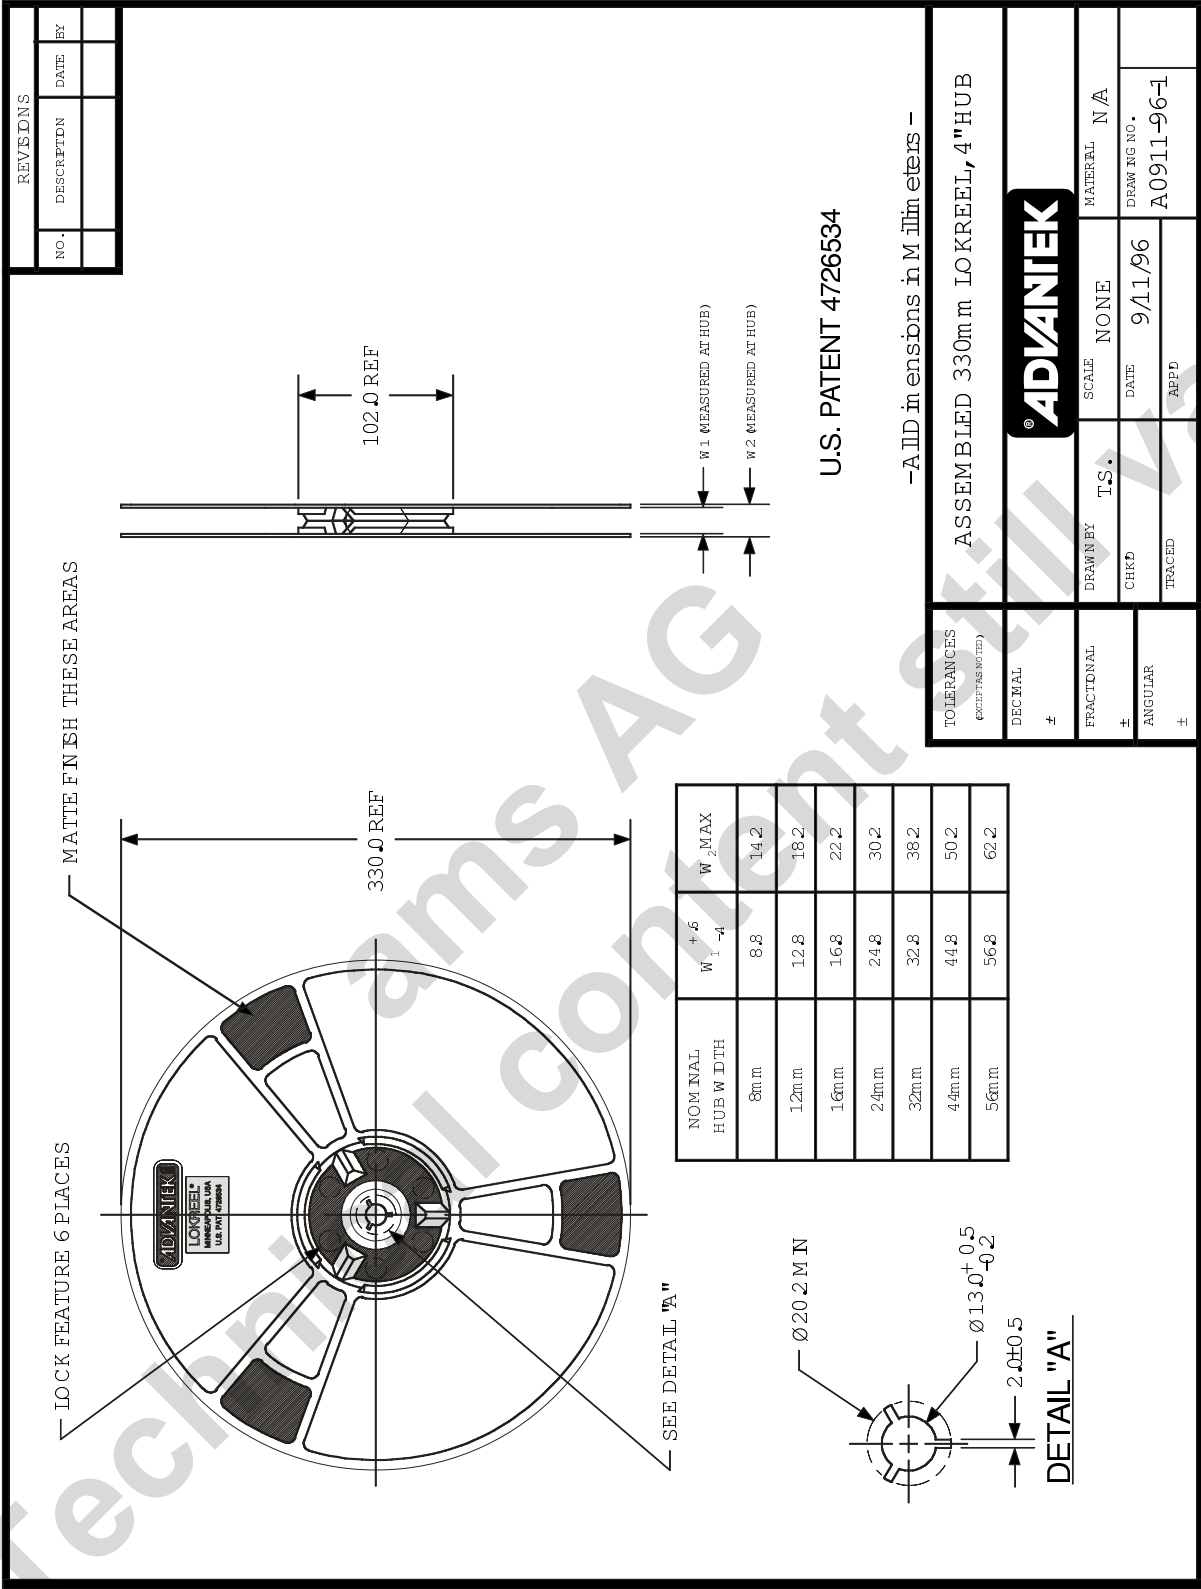 REVISIONS
NO. DESCRIPTION DATE BY
MATTE FINISH THESE AREAS
LOCK FEATURE 6 PLACES
ADVANTEK
LOKREEL®
MINNEAPOLIS, USA
U.S. PAT 4726534
330.0 REF
102.0 REF
SEE DETAIL "A"
W1 (MEASURED AT HUB)
W2 (MEASURED AT HUB)
NOMINAL HUB WIDTH W1 +.6 -.4 W2 MAX
8mm 8.8 14.2
12mm 12.8 18.2
16mm 16.8 22.2
24mm 24.8 30.2
32mm 32.8 38.2
44mm 44.8 50.2
56mm 56.8 62.2
Ø20.2 MIN
Ø13.0 +0.5 -0.2
2.0±0.5
DETAIL "A"
U.S. PATENT 4726534
-All Dimensions in Millimeters-
TOLERANCES
(EXCEPT AS NOTED)
DECIMAL
±
FRACTIONAL
±
ANGULAR
±
ASSEMBLED 330mm LOKREEL, 4"HUB
®ADVANTEK
DRAWN BY T.S. SCALE NONE MATERIAL N/A
CHK'D DATE 9/11/96 DRAWING NO.
A0911-96-1
TRACED APP'D
ams AG
Technical content still va